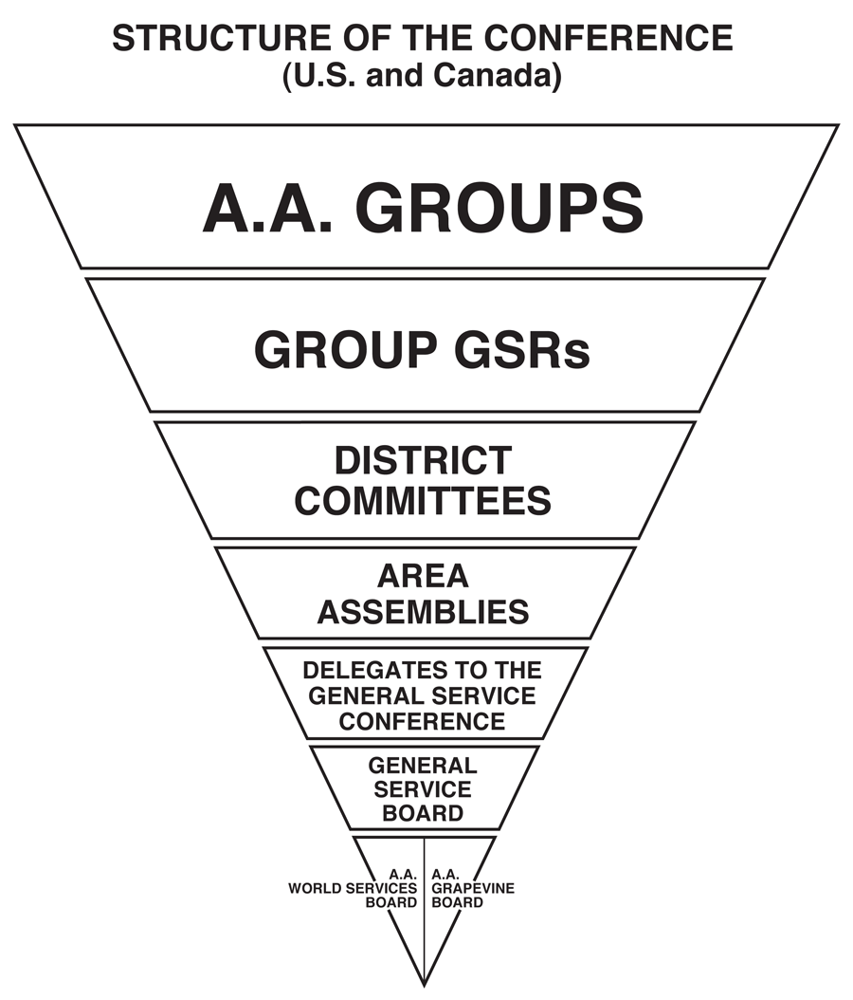 STRUCTURE OF THE CONFERENCE
(U.S. and Canada)
A.A. GROUPS
GROUP GSRs
DISTRICT
COMMITTEES
AREA
ASSEMBLIES
DELEGATES TO THE
GENERAL SERVICE
CONFERENCE
GENERAL
SERVICE
BOARD
A.A.
WORLD SERVICES
BOARD
A.A.
GRAPEVINE
BOARD